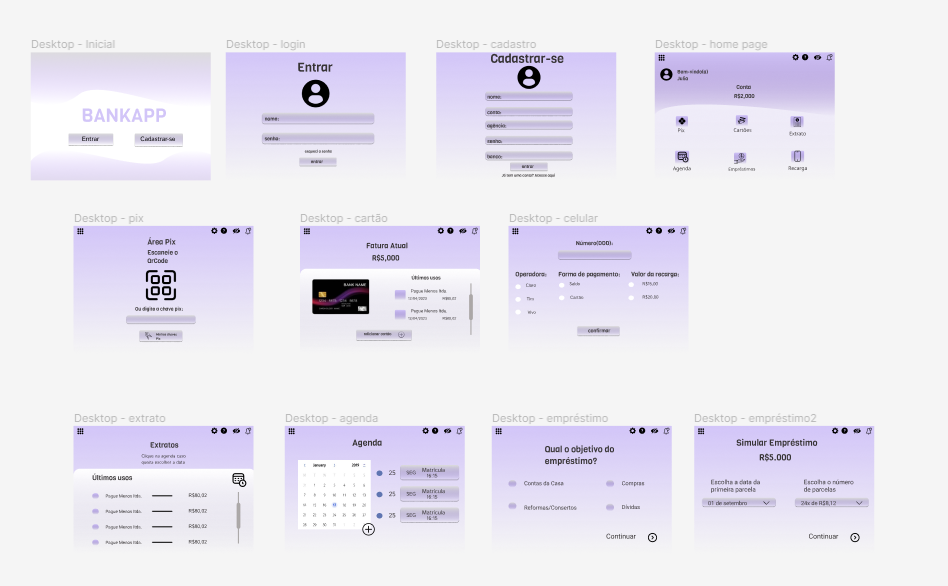 Desktop - Inicial
BANKAPP
Entrar
Cadastrar-se
Desktop - login
Entrar
nome:
senha:
esqueci a senha
entrar
Desktop - cadastro
Cadastrar-se
nome:
conta:
agência:
senha:
banco:
entrar
Já tem uma conta? Acesse aqui
Desktop - home page
Bem-vindo(a)
Julia
Conta
R$2,000
Pix
Cartões
Extrato
Agenda
Empréstimos
Recarga
Desktop - pix
Área Pix
Escaneie o
QrCode
Ou digite a chave pix:
Minhas chaves
Pix
Desktop - cartão
Fatura Atual
R$5,000
BANK NAME
Últimos usos
Pague Menos ltda.
12/04/2023 R$80,02
Pague Menos ltda.
12/04/2023 R$80,02
adicionar cartão
Desktop - celular
Número(DDD):
Operadora:
Claro
Tim
Vivo
Forma de pagamento:
Saldo
Cartão
Valor da recarga:
R$15,00
R$20,00
confirmar
Desktop - extrato
Extratos
Clique na agenda caso
queira escolher a data
Últimos usos
Pague Menos ltda. R$80,02
Pague Menos ltda. R$80,02
Pague Menos ltda. R$80,02
Pague Menos ltda. R$80,02
Desktop - agenda
Agenda
January 2019
25 SEG Matrícula
16:15
25 SEG Matrícula
16:15
25 SEG Matrícula
16:15
Desktop - empréstimo
Qual o objetivo do
empréstimo?
Contas da Casa
Compras
Reformas/Consertos
Dívidas
Continuar
Desktop - empréstimo2
Simular Empréstimo
R$5.000
Escolha a data da
primeira parcela
01 de setembro
Escolha o número
de parcelas
24x de R$8,12
Continuar